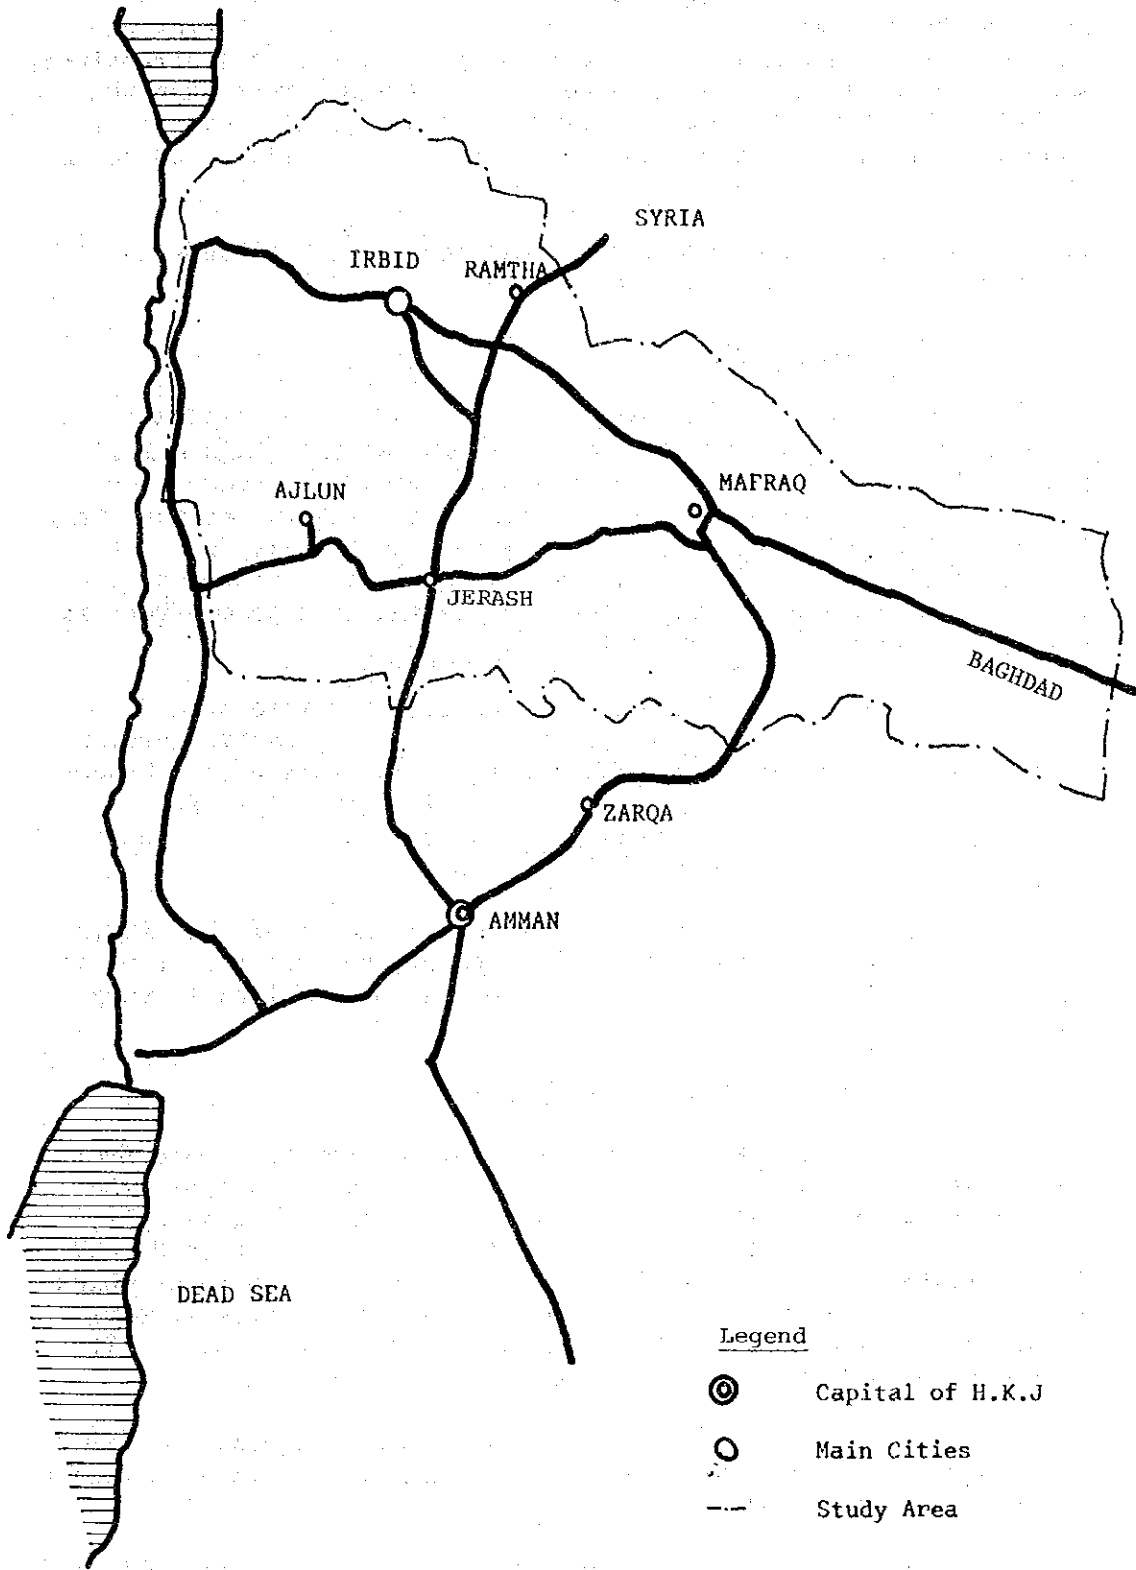 SYRIA
IRBID
RAMTHA
MAFRAQ
AJLUN
JERASH
BAGHDAD
ZARQA
AMMAN
DEAD SEA
Legend
Capital of H.K.J
Main Cities
Study Area